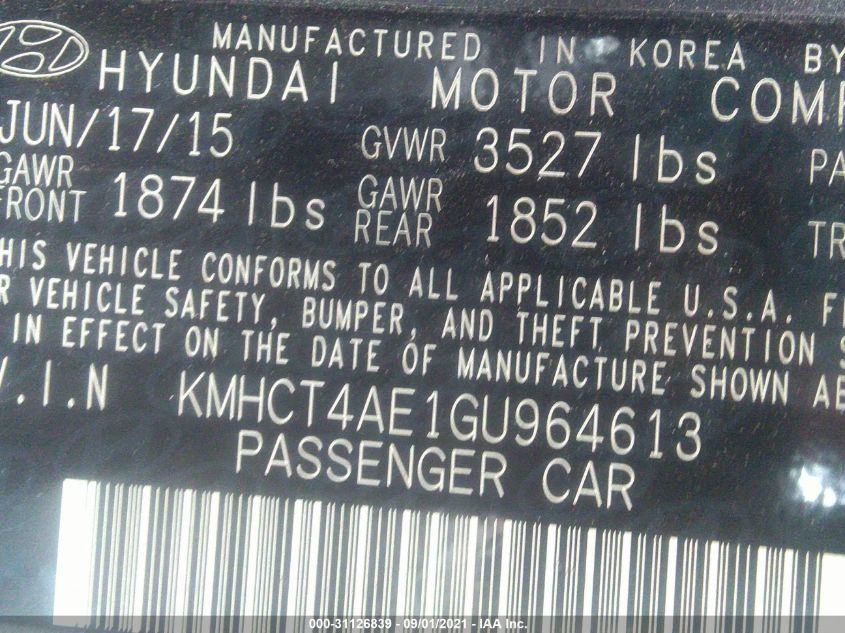 MANUFACTURED IN KOREA BY
HYUNDAI MOTOR COMP
JUN/17/15 GVWR 3527 lbs PA
GAWR FRONT 1874 lbs GAWR REAR 1852 lbs TR
HIS VEHICLE CONFORMS TO ALL APPLICABLE U.S.A. F
R VEHICLE SAFETY, BUMPER, AND THEFT PREVENTION S
IN EFFECT ON THE DATE OF MANUFACTURE SHOWN AB
V.I.N KMHCT4AE1GU964613
PASSENGER CAR
000-31126839 - 09/01/2021 - IAA Inc.